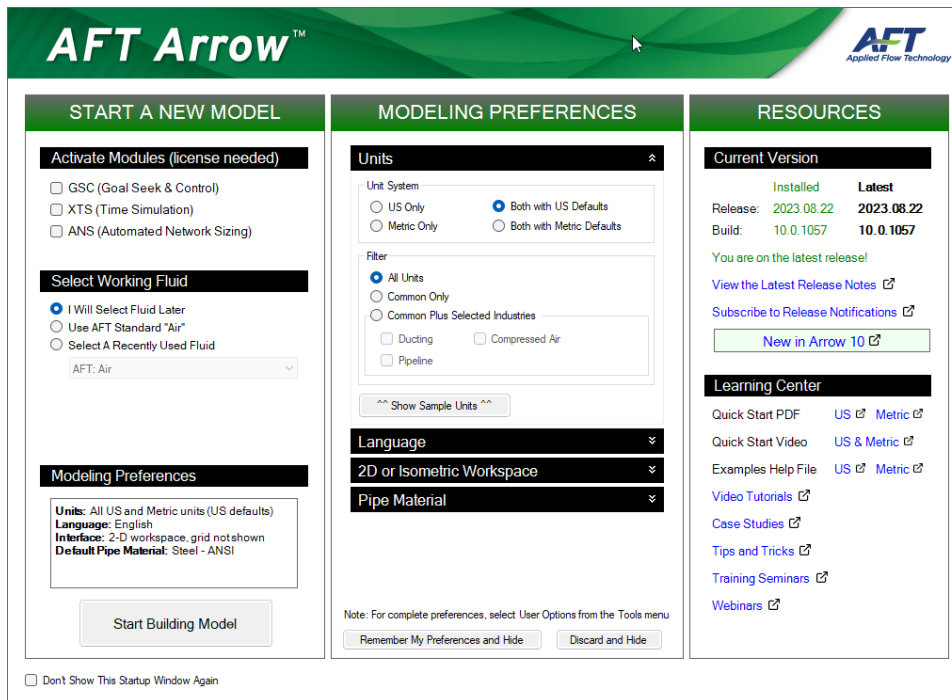 AFT Arrow™
AFT
Applied Flow Technology
START A NEW MODEL
Activate Modules (license needed)
GSC (Goal Seek & Control)
XTS (Time Simulation)
ANS (Automated Network Sizing)
Select Working Fluid
I Will Select Fluid Later
Use AFT Standard "Air"
Select A Recently Used Fluid
AFT: Air
Modeling Preferences
Units: All US and Metric units (US defaults)
Language: English
Interface: 2-D workspace, grid not shown
Default Pipe Material: Steel - ANSI
Start Building Model
MODELING PREFERENCES
Units
Unit System
US Only
Both with US Defaults
Metric Only
Both with Metric Defaults
Filter
All Units
Common Only
Common Plus Selected Industries
Ducting
Compressed Air
Pipeline
^^ Show Sample Units ^^
Language
2D or Isometric Workspace
Pipe Material
Note: For complete preferences, select User Options from the Tools menu
Remember My Preferences and Hide
Discard and Hide
RESOURCES
Current Version
Installed Latest
Release: 2023.08.22 2023.08.22
Build: 10.0.1057 10.0.1057
You are on the latest release!
View the Latest Release Notes
Subscribe to Release Notifications
New in Arrow 10
Learning Center
Quick Start PDF US Metric
Quick Start Video US & Metric
Examples Help File US Metric
Video Tutorials
Case Studies
Tips and Tricks
Training Seminars
Webinars
Don't Show This Startup Window Again